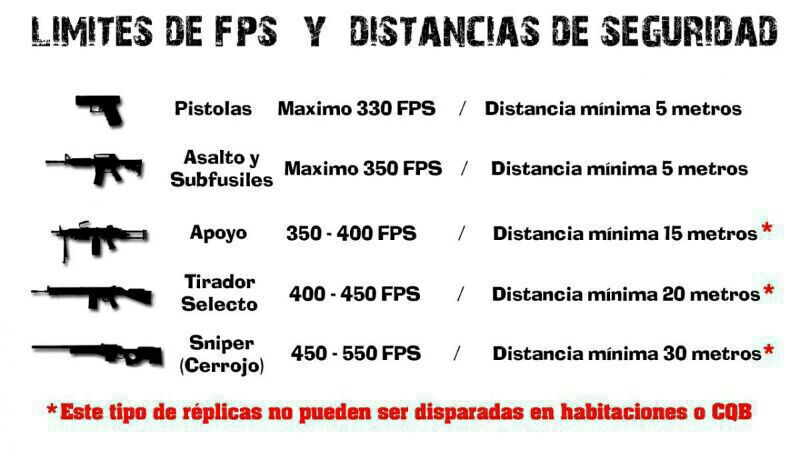 LIMITES DE FPS Y DISTANCIAS DE SEGURIDAD
Pistolas Maximo 330 FPS / Distancia mínima 5 metros
Asalto y
Subfusiles Maximo 350 FPS / Distancia mínima 5 metros
Apoyo 350 - 400 FPS / Distancia mínima 15 metros*
Tirador
Selecto 400 - 450 FPS / Distancia mínima 20 metros*
Sniper
(Cerrojo) 450 - 550 FPS / Distancia mínima 30 metros*
*Este tipo de réplicas no pueden ser disparadas en habitaciones o CQB